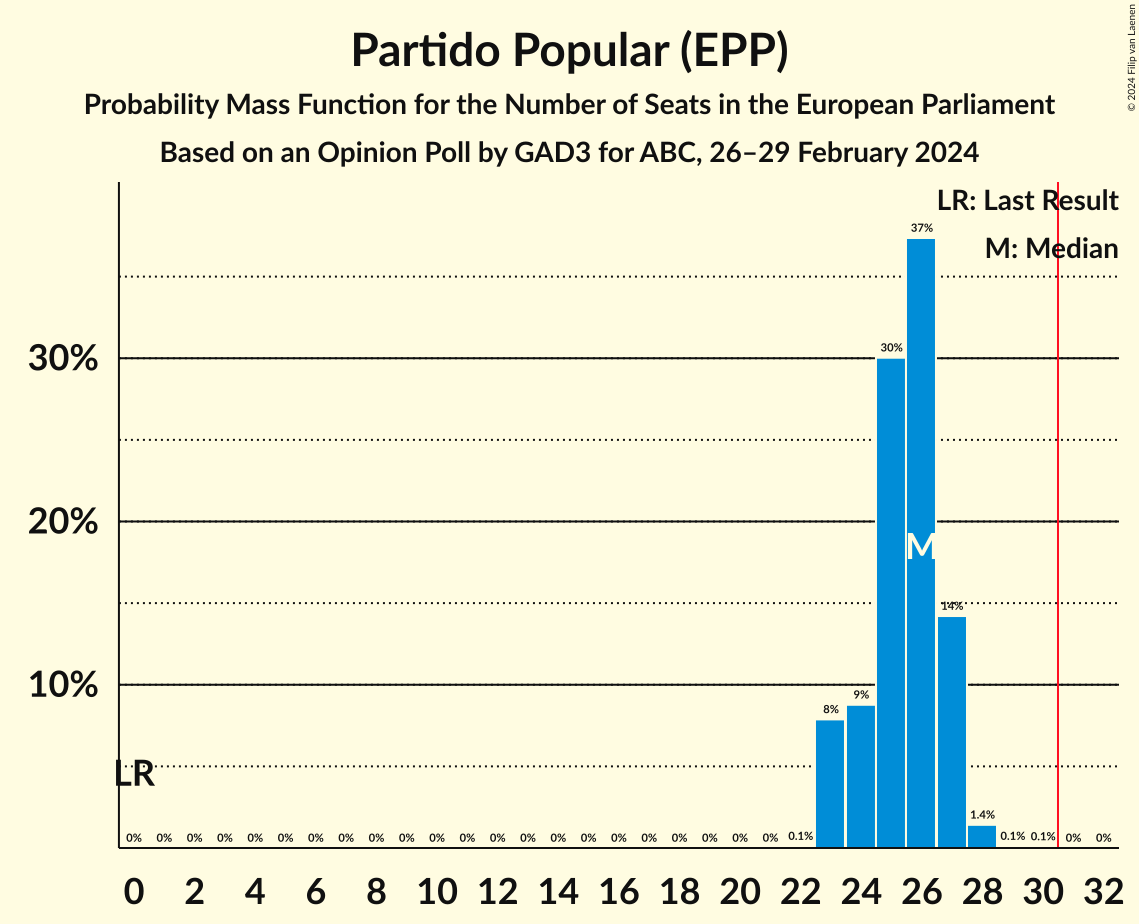 Partido Popular (EPP)
Probability Mass Function for the Number of Seats in the European Parliament
Based on an Opinion Poll by GAD3 for ABC, 26–29 February 2024
© 2024 Filip van Laenen
LR: Last Result
M: Median
37%
30%
30%
20%
M
14%
10%
9%
8%
LR
1.4%
0% 0% 0% 0% 0% 0% 0% 0% 0% 0% 0% 0% 0% 0% 0% 0% 0% 0% 0% 0% 0% 0% 0.1% 0.1% 0.1% 0% 0%
0 2 4 6 8 10 12 14 16 18 20 22 24 26 28 30 32